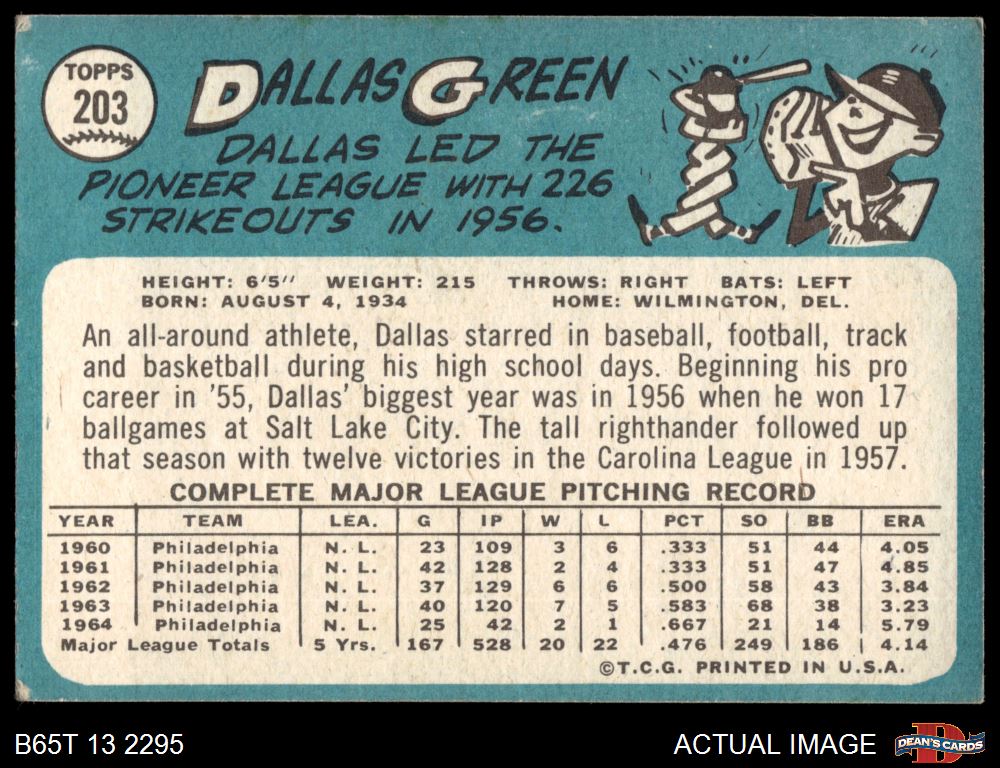 TOPPS
203
DALLAS GREEN
DALLAS LED THE
PIONEER LEAGUE WITH 226
STRIKEOUTS IN 1956.
HEIGHT: 6'5" WEIGHT: 215 THROWS: RIGHT BATS: LEFT
BORN: AUGUST 4, 1934 HOME: WILMINGTON, DEL.
An all-around athlete, Dallas starred in baseball, football, track
and basketball during his high school days. Beginning his pro
career in '55, Dallas' biggest year was in 1956 when he won 17
ballgames at Salt Lake City. The tall righthander followed up
that season with twelve victories in the Carolina League in 1957.
COMPLETE MAJOR LEAGUE PITCHING RECORD
YEAR TEAM LEA. G IP W L PCT SO BB ERA
1960 Philadelphia N. L. 23 109 3 6 .333 51 44 4.05
1961 Philadelphia N. L. 42 128 2 4 .333 51 47 4.85
1962 Philadelphia N. L. 37 129 6 6 .500 58 43 3.84
1963 Philadelphia N. L. 40 120 7 5 .583 68 38 3.23
1964 Philadelphia N. L. 25 42 2 1 .667 21 14 5.79
Major League Totals 5 Yrs. 167 528 20 22 .476 249 186 4.14
©T.C.G. PRINTED IN U.S.A.
B65T 13 2295
ACTUAL IMAGE
DEAN'S CARDS